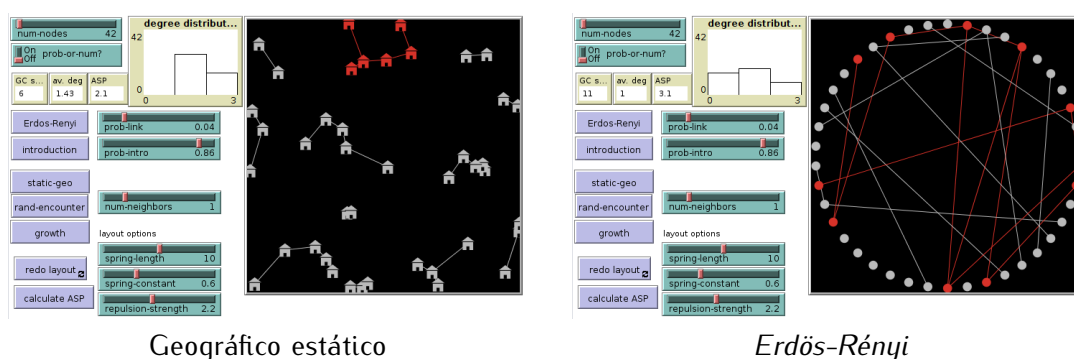 num-nodes 42
On
Off prob-or-num?
GC s... av. deg ASP
6 1.43 2.1
degree distribut...
42
0
0 3
Erdos-Renyi
prob-link 0.04
introduction
prob-intro 0.86
static-geo
rand-encounter
num-neighbors 1
growth
layout options
spring-length 10
redo layout
spring-constant 0.6
calculate ASP
repulsion-strength 2.2
Geográfico estático
num-nodes 42
On
Off prob-or-num?
GC s... av. deg ASP
11 1 3.1
degree distribut...
42
0
0 3
Erdos-Renyi
prob-link 0.04
introduction
prob-intro 0.86
static-geo
rand-encounter
num-neighbors 1
growth
layout options
spring-length 10
redo layout
spring-constant 0.6
calculate ASP
repulsion-strength 2.2
Erdös-Rényi